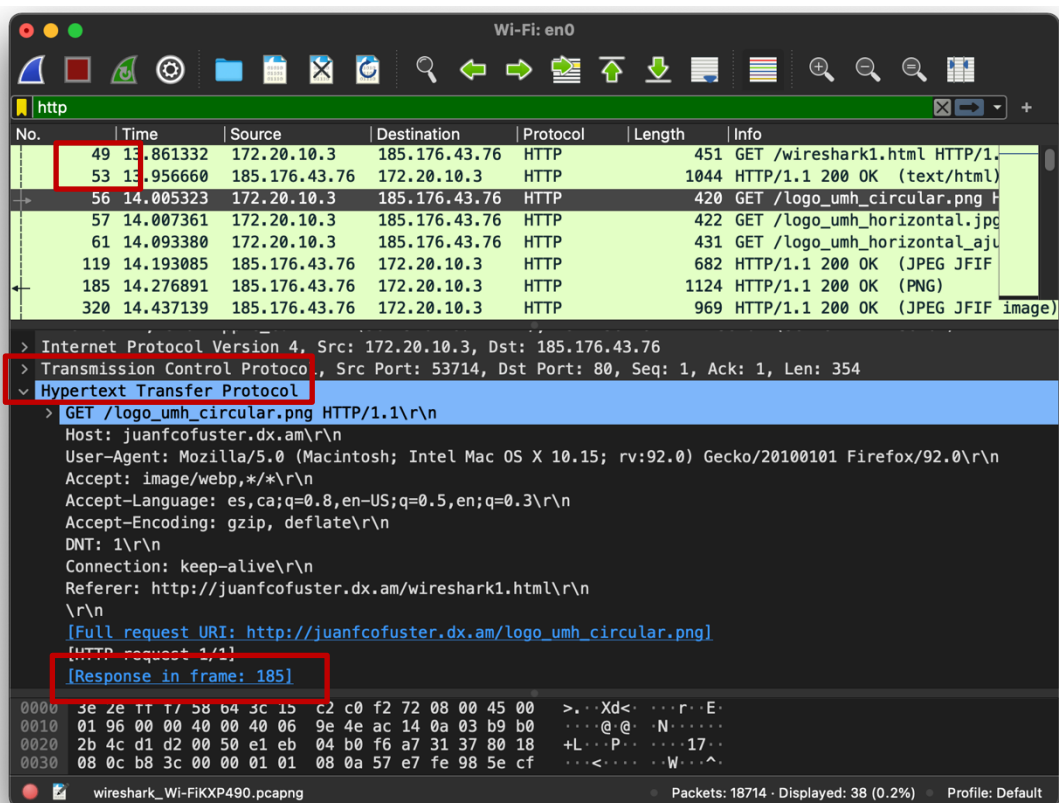 Wi-Fi: en0
http
No. Time Source Destination Protocol Length Info
49 13.861332 172.20.10.3 185.176.43.76 HTTP 451 GET /wireshark1.html HTTP/1.
53 13.956660 185.176.43.76 172.20.10.3 HTTP 1044 HTTP/1.1 200 OK (text/html)
56 14.005323 172.20.10.3 185.176.43.76 HTTP 420 GET /logo_umh_circular.png H
57 14.007361 172.20.10.3 185.176.43.76 HTTP 422 GET /logo_umh_horizontal.jpg
61 14.093380 172.20.10.3 185.176.43.76 HTTP 431 GET /logo_umh_horizontal_aju
119 14.193085 185.176.43.76 172.20.10.3 HTTP 682 HTTP/1.1 200 OK (JPEG JFIF
185 14.276891 185.176.43.76 172.20.10.3 HTTP 1124 HTTP/1.1 200 OK (PNG)
320 14.437139 185.176.43.76 172.20.10.3 HTTP 969 HTTP/1.1 200 OK (JPEG JFIF image)
> Internet Protocol Version 4, Src: 172.20.10.3, Dst: 185.176.43.76
> Transmission Control Protocol, Src Port: 53714, Dst Port: 80, Seq: 1, Ack: 1, Len: 354
Hypertext Transfer Protocol
> GET /logo_umh_circular.png HTTP/1.1\r\n
Host: juanfcofuster.dx.am\r\n
User-Agent: Mozilla/5.0 (Macintosh; Intel Mac OS X 10.15; rv:92.0) Gecko/20100101 Firefox/92.0\r\n
Accept: image/webp,*/*\r\n
Accept-Language: es,ca;q=0.8,en-US;q=0.5,en;q=0.3\r\n
Accept-Encoding: gzip, deflate\r\n
DNT: 1\r\n
Connection: keep-alive\r\n
Referer: http://juanfcofuster.dx.am/wireshark1.html\r\n
\r\n
[Full request URI: http://juanfcofuster.dx.am/logo_umh_circular.png]
[HTTP request 1/1]
[Response in frame: 185]
0000 3e 2e ff f7 58 64 3c 15 c2 c0 f2 72 08 00 45 00 >.··Xd<· ···r··E·
0010 01 96 00 00 40 00 40 06 9e 4e ac 14 0a 03 b9 b0 ····@·@· ·N······
0020 2b 4c d1 d2 00 50 e1 eb 04 b0 f6 a7 31 37 80 18 +L···P·· ····17··
0030 08 0c b8 3c 00 00 01 01 08 0a 57 e7 fe 98 5e cf ···<···· ··W···^·
wireshark_Wi-FiKXP490.pcapng Packets: 18714 · Displayed: 38 (0.2%) Profile: Default